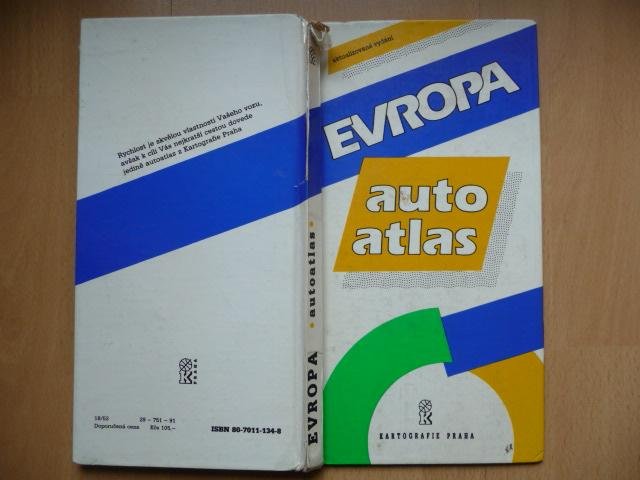 Rychlost je skvělou vlastností Vašeho vozu,
avšak k cíli Vás nejkratší cestou dovede
jedině autoatlas z Kartografie Praha
PRAHA
18/53 29 – 751 – 91
Doporučená cena Kčs 105,–
ISBN 80-7011-134-8
EVROPA • autoatlas •
aktualizované vydání
EVROPA
auto
atlas
KARTOGRAFIE PRAHA